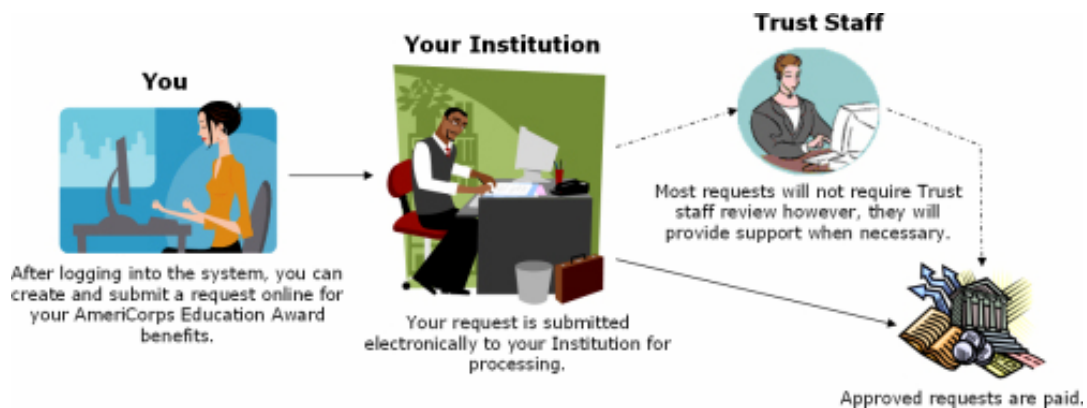 You
After logging into the system, you can
create and submit a request online for
your AmeriCorps Education Award
benefits.
Your Institution
Your request is submitted
electronically to your Institution for
processing.
Trust Staff
Most requests will not require Trust
staff review however, they will
provide support when necessary.
Approved requests are paid.